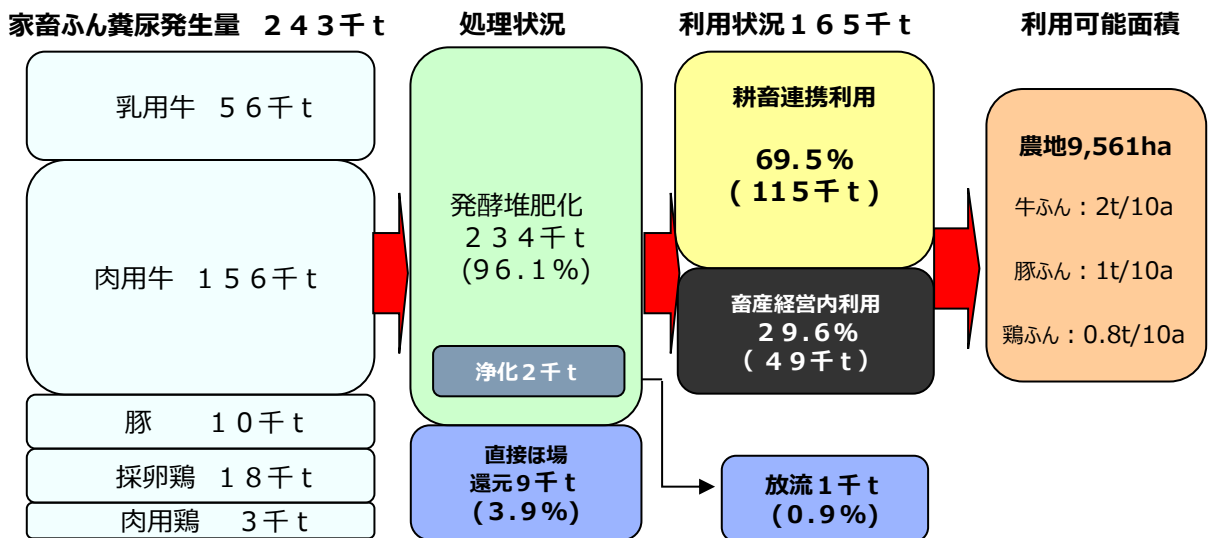 家畜ふん糞尿発生量 ２４３千ｔ
乳用牛 ５６千ｔ
肉用牛 １５６千ｔ
豚 １０千ｔ
採卵鶏 １８千ｔ
肉用鶏 ３千ｔ
処理状況
発酵堆肥化
２３４千ｔ
(96.1%)
浄化２千ｔ
直接ほ場
還元９千ｔ
(3.9%)
利用状況１６５千ｔ
耕畜連携利用
69.5%
( 115千ｔ)
畜産経営内利用
２９.６%
( ４９千ｔ)
放流１千ｔ
(0.9%)
利用可能面積
農地9,561ha
牛ふん：2t/10a
豚ふん：1t/10a
鶏ふん：0.8t/10a